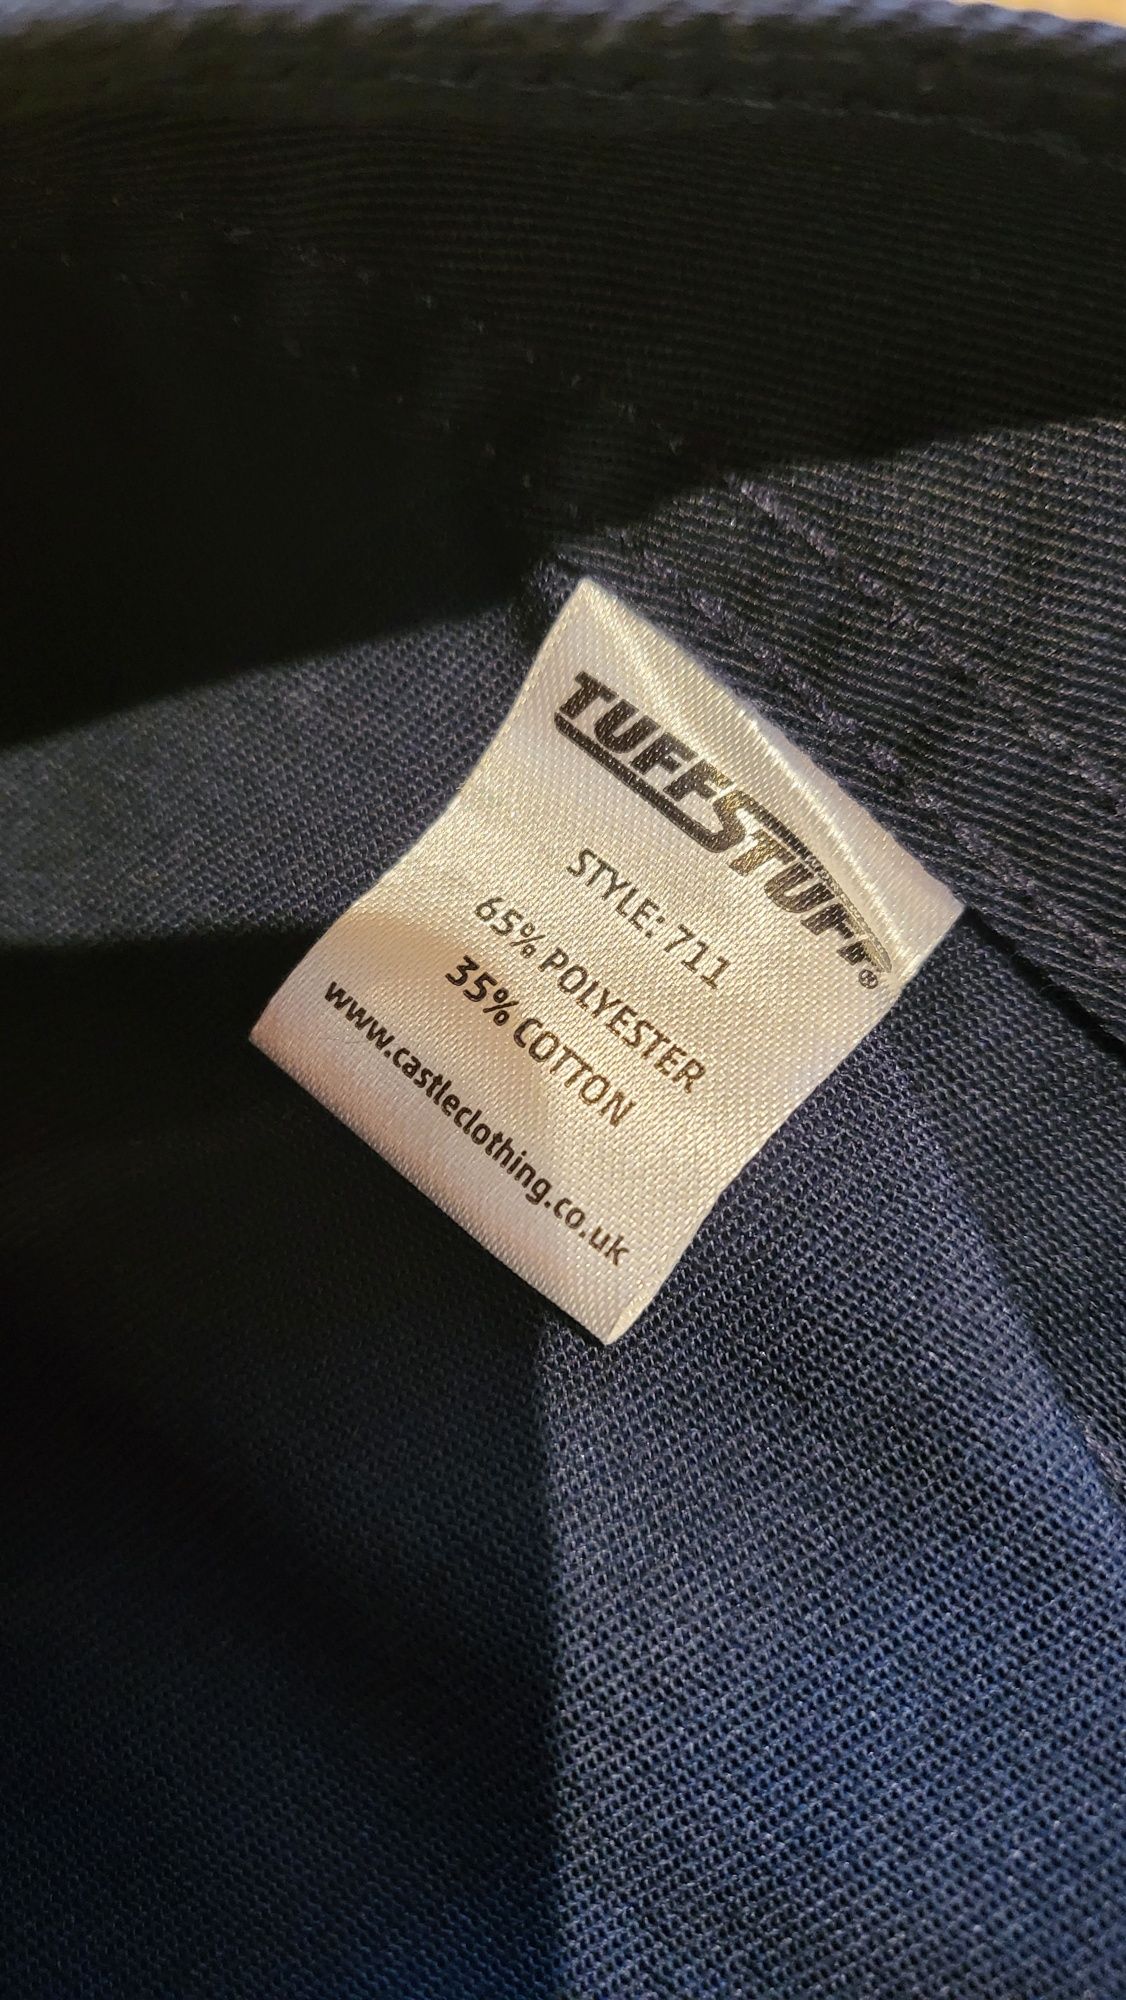 TUFFSTUFF®
STYLE: 711
65% POLYESTER
35% COTTON
www.castleclothing.co.uk